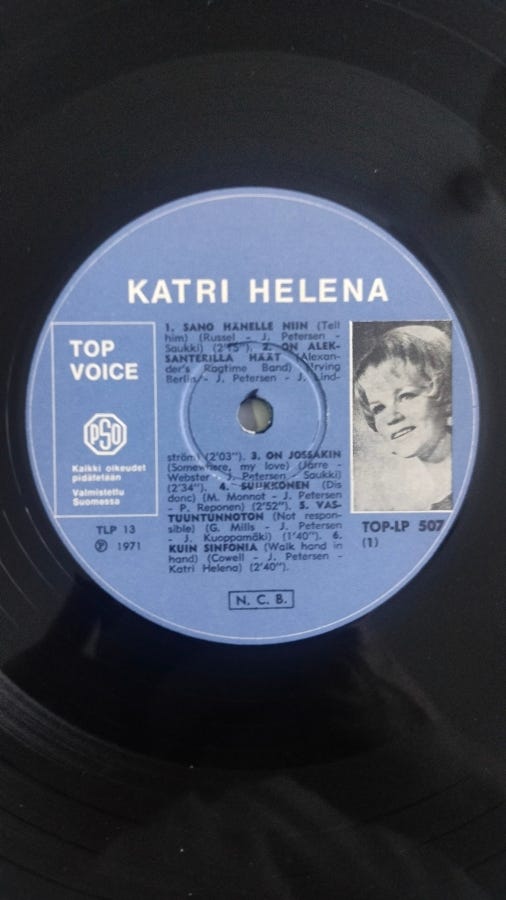 KATRI HELENA
TOP
VOICE
PSO
Kaikki oikeudet
pidätetään
Valmistettu
Suomessa
TLP 13
℗ 1971
1. SANO HÄNELLE NIIN (Tell
him) (Russel - J. Petersen -
Saukki) (2'15"). 2. ON ALEK-
SANTERILLA HÄÄT (Alexan-
der's Ragtime Band) (Irving
Berlin - J. Petersen - J. Lind-
ström) (2'03"). 3. ON JOSSAKIN
(Somewhere, my love) (Jarre -
Webster - J. Petersen - Saukki)
(2'34"). 4. SUIKKONEN (Dis
donc) (M. Monnot - J. Petersen
- P. Reponen) (2'52"). 5. VAS-
TUUNTUNNOTON (Not respon-
sible) (G. Mills - J. Petersen
- J. Kuoppamäki) (1'40"). 6.
KUIN SINFONIA (Walk hand in
hand) (Cowell - J. Petersen -
Katri Helena) (2'40").
TOP-LP 507
(1)
N. C. B.